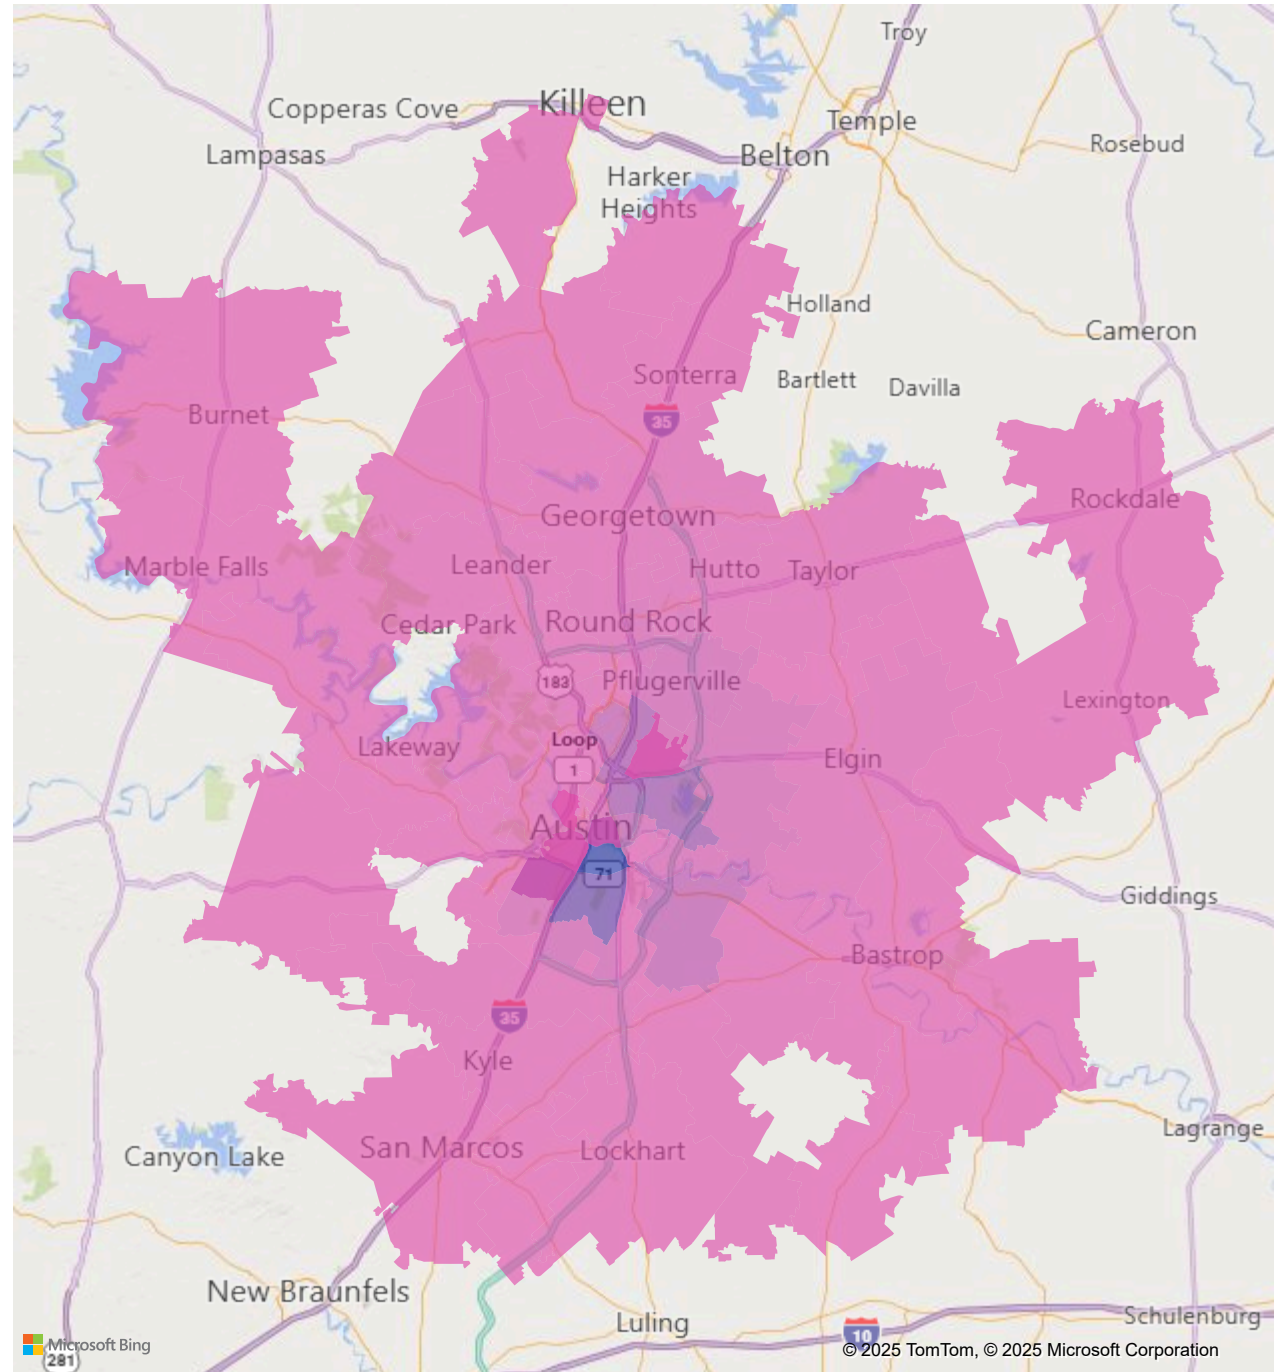 Troy
Copperas Cove
Killeen
Temple
Lampasas
Belton
Rosebud
Harker
Heights
Holland
Cameron
Sonterra
Bartlett
Davilla
Burnet
35
Rockdale
Georgetown
Marble Falls
Leander
Hutto
Taylor
Cedar Park
Round Rock
183
Pflugerville
Lexington
Lakeway
Loop
1
Elgin
Austin
71
Giddings
Bastrop
35
Kyle
Lagrange
Canyon Lake
San Marcos
Lockhart
New Braunfels
Luling
Schulenburg
10
Microsoft Bing
© 2025 TomTom, © 2025 Microsoft Corporation
281